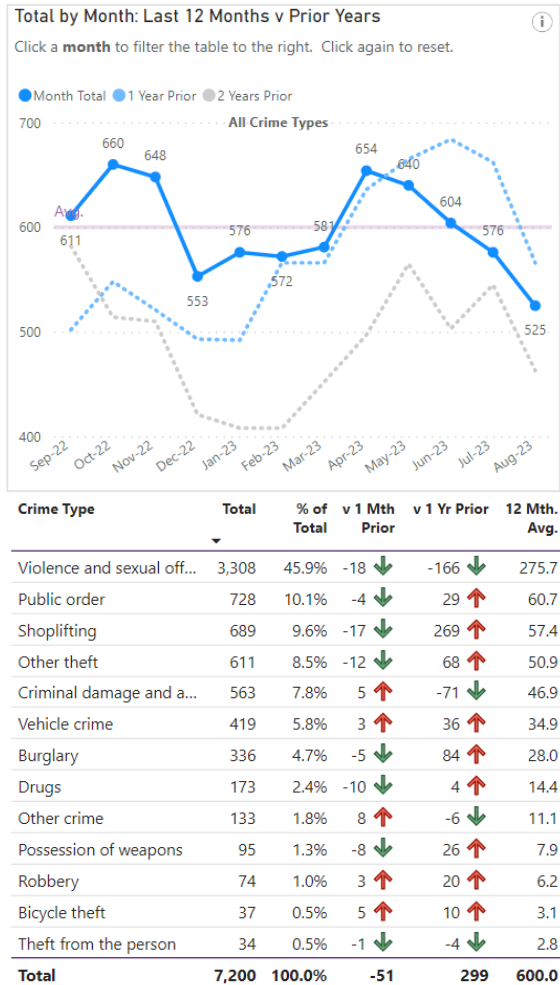 Total by Month: Last 12 Months v Prior Years
Click a month to filter the table to the right. Click again to reset.
Month Total 1 Year Prior 2 Years Prior
All Crime Types
700
600
500
400
Avg.
611
660
648
553
576
572
581
654
640
604
576
525
Sep-22 Oct-22 Nov-22 Dec-22 Jan-23 Feb-23 Mar-23 Apr-23 May-23 Jun-23 Jul-23 Aug-23
Crime Type Total % of v 1 Mth v 1 Yr Prior 12 Mth.
Total Prior Avg.
Violence and sexual off... 3,308 45.9% -18 -166 275.7
Public order 728 10.1% -4 29 60.7
Shoplifting 689 9.6% -17 269 57.4
Other theft 611 8.5% -12 68 50.9
Criminal damage and a... 563 7.8% 5 -71 46.9
Vehicle crime 419 5.8% 3 36 34.9
Burglary 336 4.7% -5 84 28.0
Drugs 173 2.4% -10 4 14.4
Other crime 133 1.8% 8 -6 11.1
Possession of weapons 95 1.3% -8 26 7.9
Robbery 74 1.0% 3 20 6.2
Bicycle theft 37 0.5% 5 10 3.1
Theft from the person 34 0.5% -1 -4 2.8
Total 7,200 100.0% -51 299 600.0